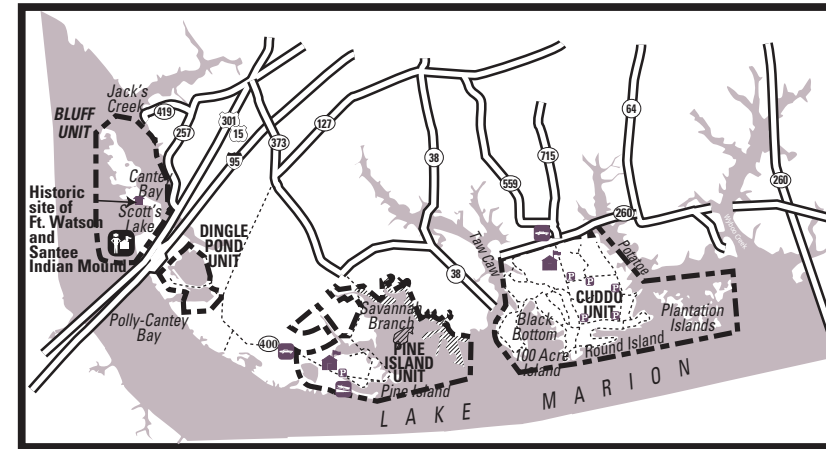 Jack's
Creek
BLUFF
UNIT
419
257
301
15
95
373
127
38
559
715
64
260
260
Historic
site of
Ft. Watson
and
Santee
Indian Mound
Cantey
Bay
Scott's
Lake
DINGLE
POND
UNIT
Polly-Cantey
Bay
400
38
Savannah
Branch
PINE
ISLAND
UNIT
Pine Island
P
Taw Caw
Potatoe
P
P
P
P
P
P
CUDDO
UNIT
Black
Bottom
100 Acre
Island
Round Island
Plantation
Islands
LAKE MARION